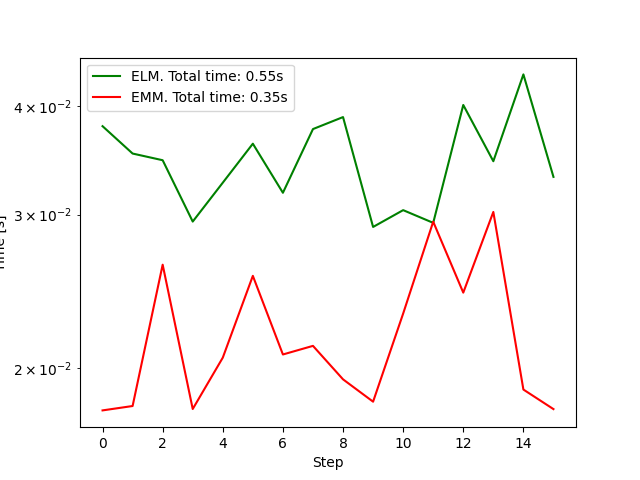 ELM. Total time: 0.55s
EMM. Total time: 0.35s
4 × 10⁻²
3 × 10⁻²
2 × 10⁻²
Time [s]
0 2 4 6 8 10 12 14
Step